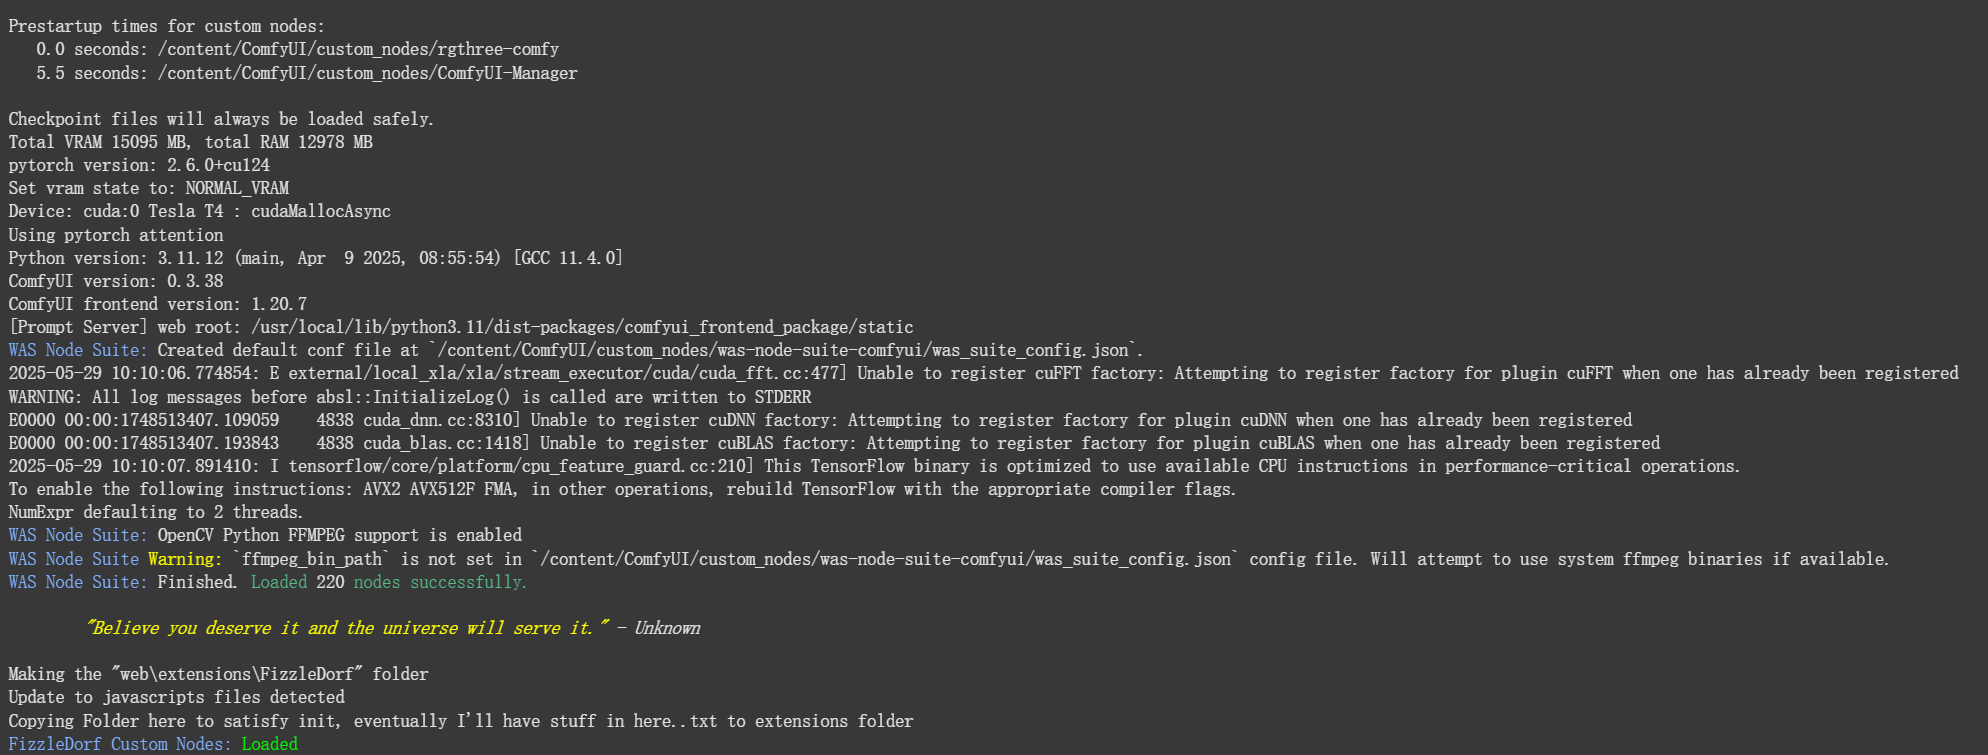 Prestartup times for custom nodes:
   0.0 seconds: /content/ComfyUI/custom_nodes/rgthree-comfy
   5.5 seconds: /content/ComfyUI/custom_nodes/ComfyUI-Manager
Checkpoint files will always be loaded safely.
Total VRAM 15095 MB, total RAM 12978 MB
pytorch version: 2.6.0+cu124
Set vram state to: NORMAL_VRAM
Device: cuda:0 Tesla T4 : cudaMallocAsync
Using pytorch attention
Python version: 3.11.12 (main, Apr  9 2025, 08:55:54) [GCC 11.4.0]
ComfyUI version: 0.3.38
ComfyUI frontend version: 1.20.7
[Prompt Server] web root: /usr/local/lib/python3.11/dist-packages/comfyui_frontend_package/static
WAS Node Suite: Created default conf file at `/content/ComfyUI/custom_nodes/was-node-suite-comfyui/was_suite_config.json`.
2025-05-29 10:10:06.774854: E external/local_xla/xla/stream_executor/cuda/cuda_fft.cc:477] Unable to register cuFFT factory: Attempting to register factory for plugin cuFFT when one has already been registered
WARNING: All log messages before absl::InitializeLog() is called are written to STDERR
E0000 00:00:1748513407.109059    4838 cuda_dnn.cc:8310] Unable to register cuDNN factory: Attempting to register factory for plugin cuDNN when one has already been registered
E0000 00:00:1748513407.193843    4838 cuda_blas.cc:1418] Unable to register cuBLAS factory: Attempting to register factory for plugin cuBLAS when one has already been registered
2025-05-29 10:10:07.891410: I tensorflow/core/platform/cpu_feature_guard.cc:210] This TensorFlow binary is optimized to use available CPU instructions in performance-critical operations.
To enable the following instructions: AVX2 AVX512F FMA, in other operations, rebuild TensorFlow with the appropriate compiler flags.
NumExpr defaulting to 2 threads.
WAS Node Suite: OpenCV Python FFMPEG support is enabled
WAS Node Suite Warning: `ffmpeg_bin_path` is not set in `/content/ComfyUI/custom_nodes/was-node-suite-comfyui/was_suite_config.json` config file. Will attempt to use system ffmpeg binaries if available.
WAS Node Suite: Finished. Loaded 220 nodes successfully.
"Believe you deserve it and the universe will serve it." - Unknown
Making the "web\extensions\FizzleDorf" folder
Update to javascripts files detected
Copying Folder here to satisfy init, eventually I'll have stuff in here..txt to extensions folder
FizzleDorf Custom Nodes: Loaded